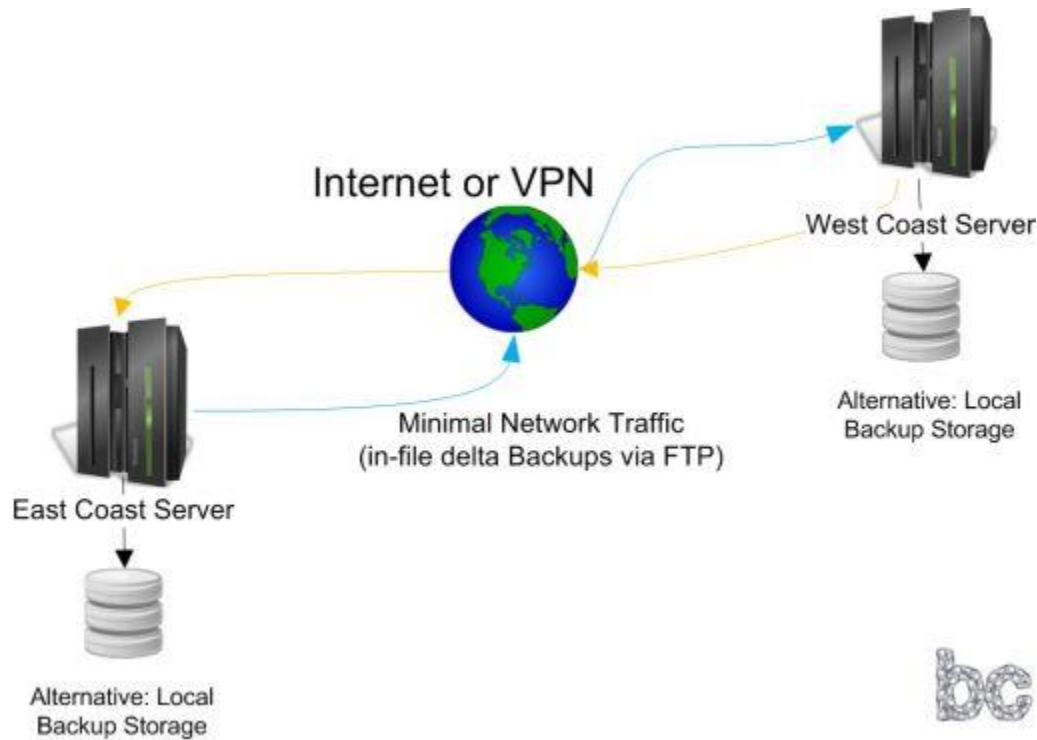 Internet or VPN
West Coast Server
Alternative: Local
Backup Storage
Minimal Network Traffic
(in-file delta Backups via FTP)
East Coast Server
Alternative: Local
Backup Storage
bc